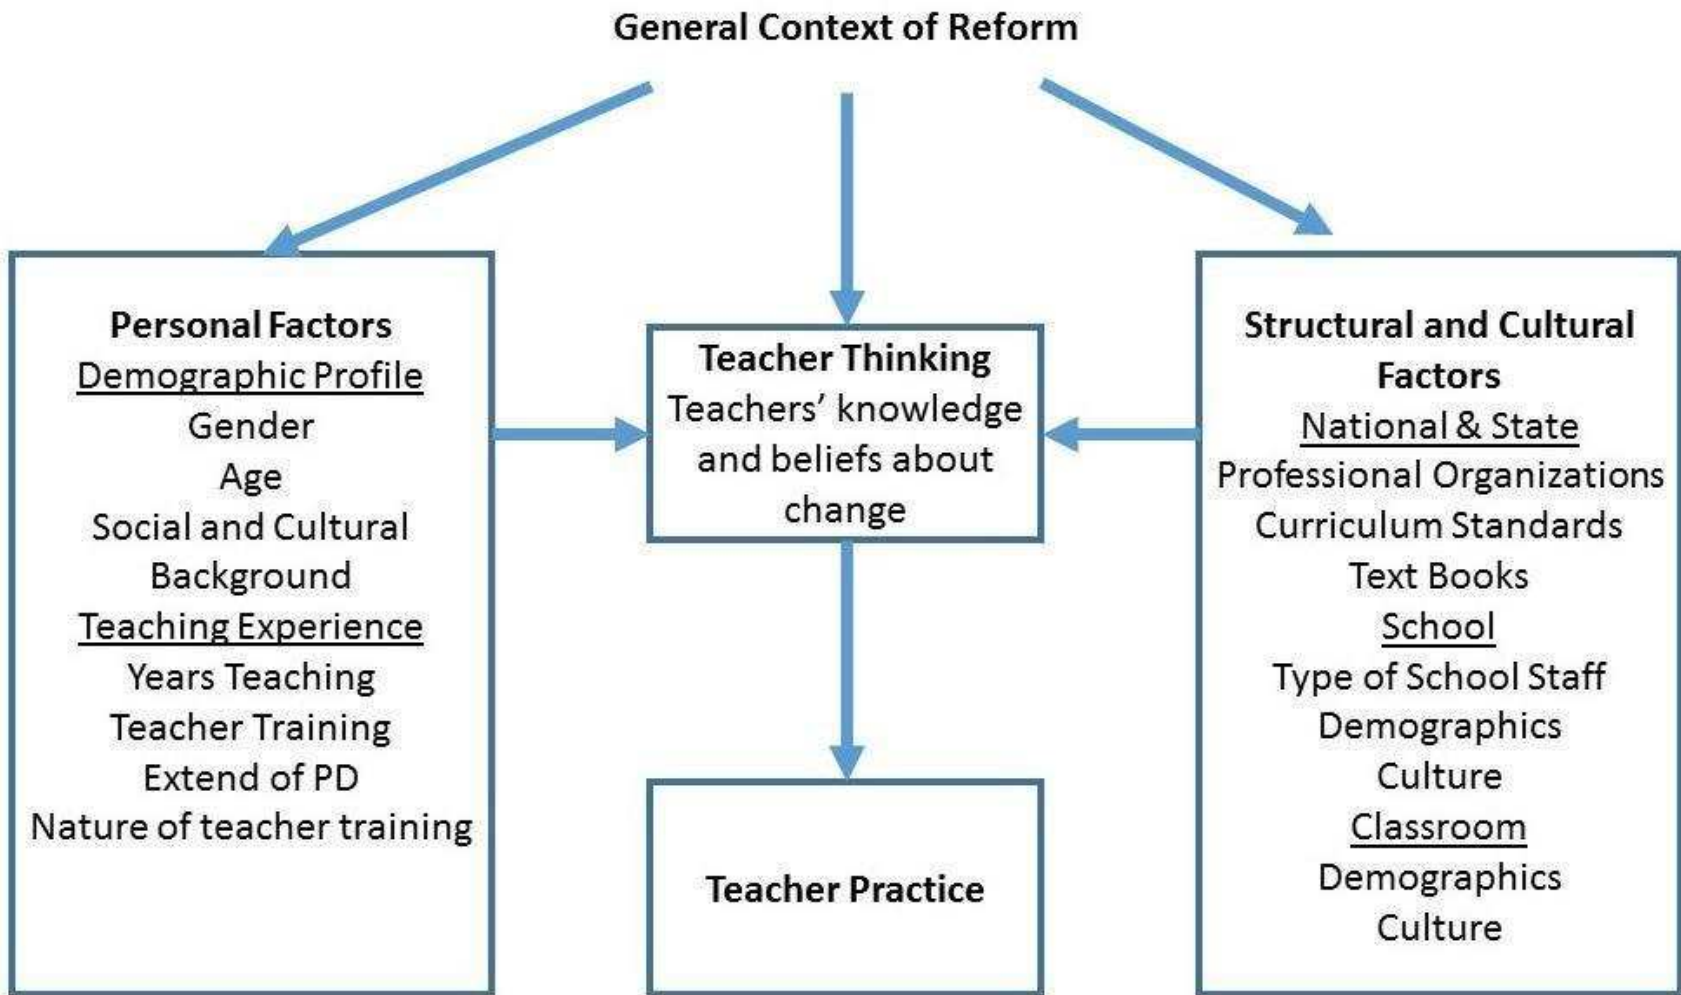 General Context of Reform
Personal Factors
Demographic Profile
Gender
Age
Social and Cultural
Background
Teaching Experience
Years Teaching
Teacher Training
Extend of PD
Nature of teacher training
Teacher Thinking
Teachers’ knowledge
and beliefs about
change
Teacher Practice
Structural and Cultural
Factors
National & State
Professional Organizations
Curriculum Standards
Text Books
School
Type of School Staff
Demographics
Culture
Classroom
Demographics
Culture